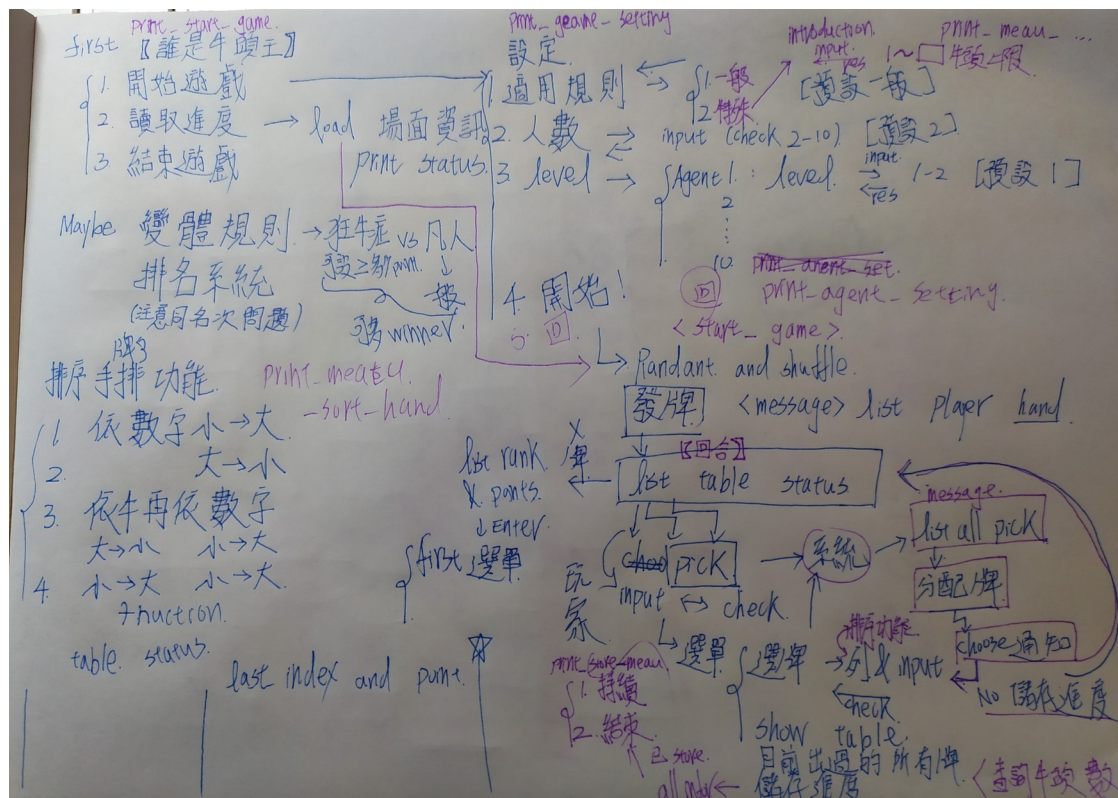 print_start_game.
first 〖誰是牛頭王〗
1. 開始遊戲
2. 讀取進度 → load 場面資訊
print status.
3. 結束遊戲
print_geame_setting
設定.
1. 適用規則
1. 一般
2. 特殊
[預設一般]
introduction.
input.
res
print_meau_...
1~□ 牛頭上限
2. 人數
input (check 2-10) [預設2]
3. level → Agent 1 : level.
input.
res
1-2 [預設1]
2
10
print_agent_setting.
4. 開始!
5. 回
回
Maybe 變體規則. → 狂牛症 vs 凡人
排名系統
(注意同名次問題)
winner.
<start_game>
Randant and shuffle.
發牌 <message> list player hand
牌的
排序手排功能.
print_meau
_sort_hand
1. 依數字小→大
2. 大→小
3. 依牛再依數字
大→小 小→大
4. 小→大 小→大.
Fnuction.
【回合】
list table status.
X
list rank.
& points.
↓ Enter.
first 選單
pick
玩家
input ↔ check.
系統
message.
list all pick
分配牌
choose 通知
No 儲存進度
選單
選牌
排序功能.
列 & input
check.
show table.
目前出過的所有牌
儲存進度
<查詢牛頭數
print_store_meau
1. 持續
2. 結束
已 store.
table. status.
last index and point.